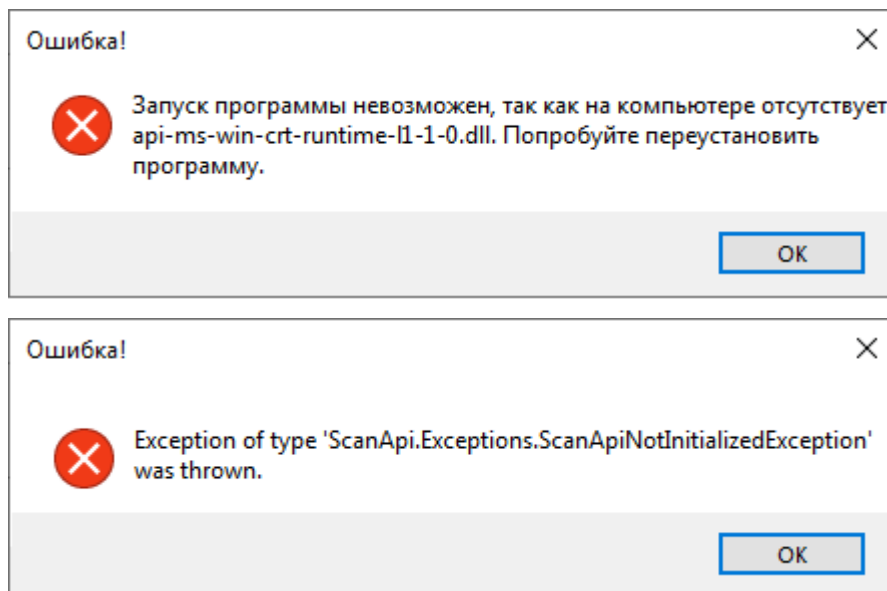 Ошибка!
Запуск программы невозможен, так как на компьютере отсутствует
api-ms-win-crt-runtime-l1-1-0.dll. Попробуйте переустановить
программу.
OK
Ошибка!
Exception of type 'ScanApi.Exceptions.ScanApiNotInitializedException'
was thrown.
OK